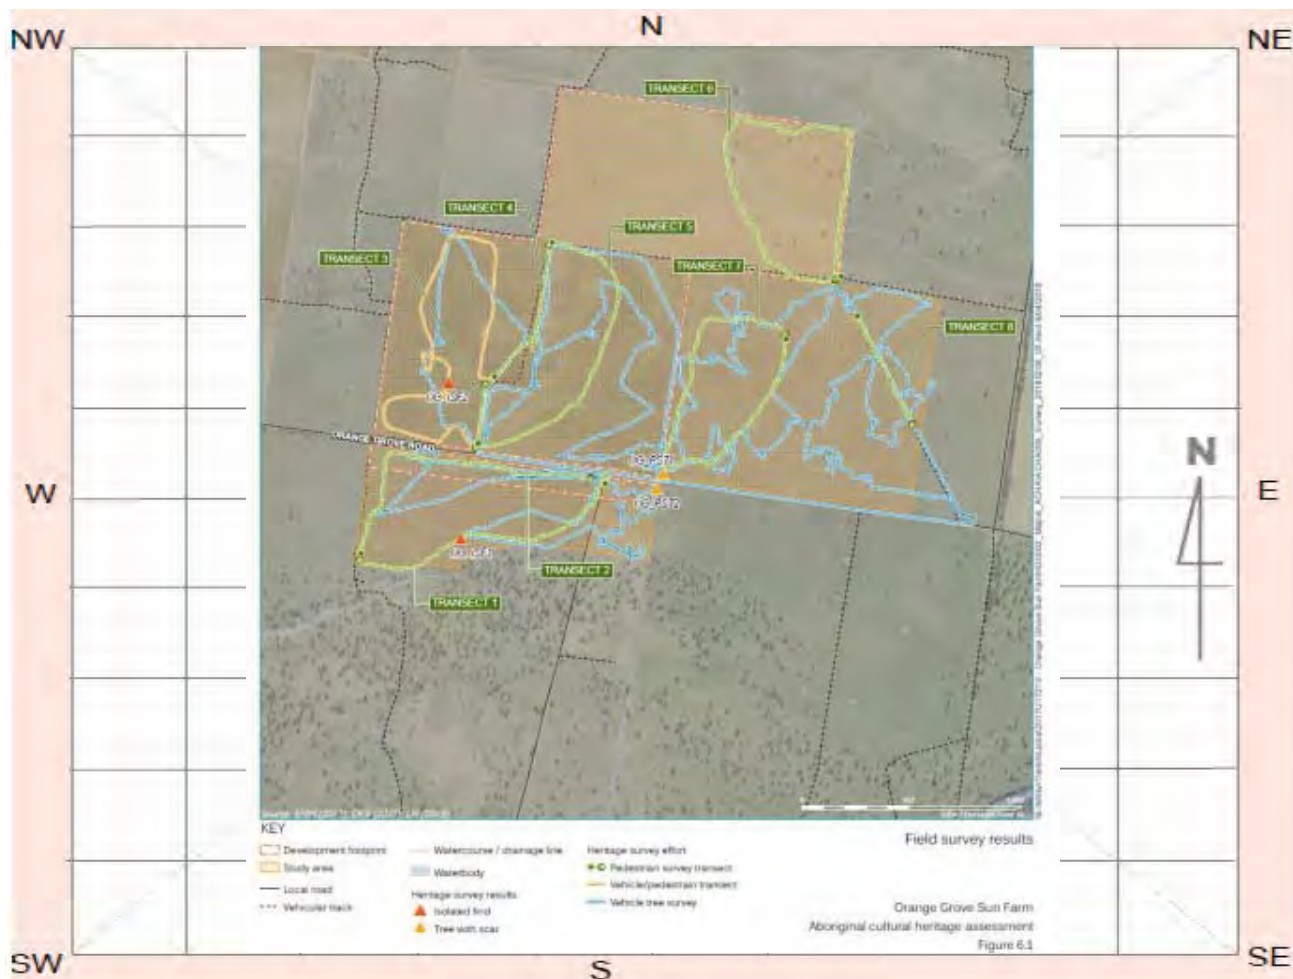 NW
N
NE
TRANSECT 6
TRANSECT 4
TRANSECT 5
TRANSECT 3
TRANSECT 7
TRANSECT 8
ORANGE GROVE ROAD
W
E
N
TRANSECT 2
TRANSECT 1
KEY
Development footprint
Study area
Local road
Vehicular track
Watercourse / drainage line
Waterbody
Heritage survey results
Isolated find
Tree with scar
Heritage survey effort
Pedestrian survey transect
Vehicle/pedestrian transect
Vehicle tree survey
Field survey results
Orange Grove Sun Farm
Aboriginal cultural heritage assessment
Figure 6.1
SW
S
SE